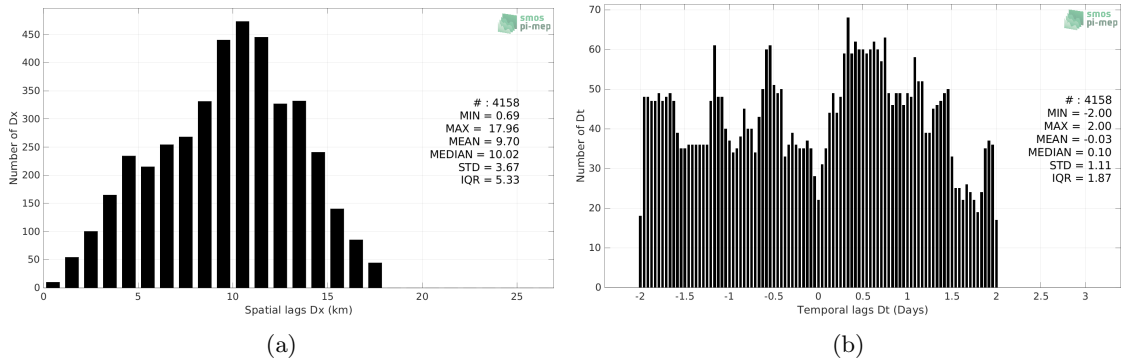 smos
pi-mep
450
400
350
300
250
200
150
100
50
0
Number of Dx
# : 4158
MIN = 0.69
MAX = 17.96
MEAN = 9.70
MEDIAN = 10.02
STD = 3.67
IQR = 5.33
0 5 10 15 20 25
Spatial lags Dx (km)
(a)
smos
pi-mep
70
60
50
40
30
20
10
0
Number of Dt
# : 4158
MIN = -2.00
MAX = 2.00
MEAN = -0.03
MEDIAN = 0.10
STD = 1.11
IQR = 1.87
-2 -1.5 -1 -0.5 0 0.5 1 1.5 2 2.5 3
Temporal lags Dt (Days)
(b)